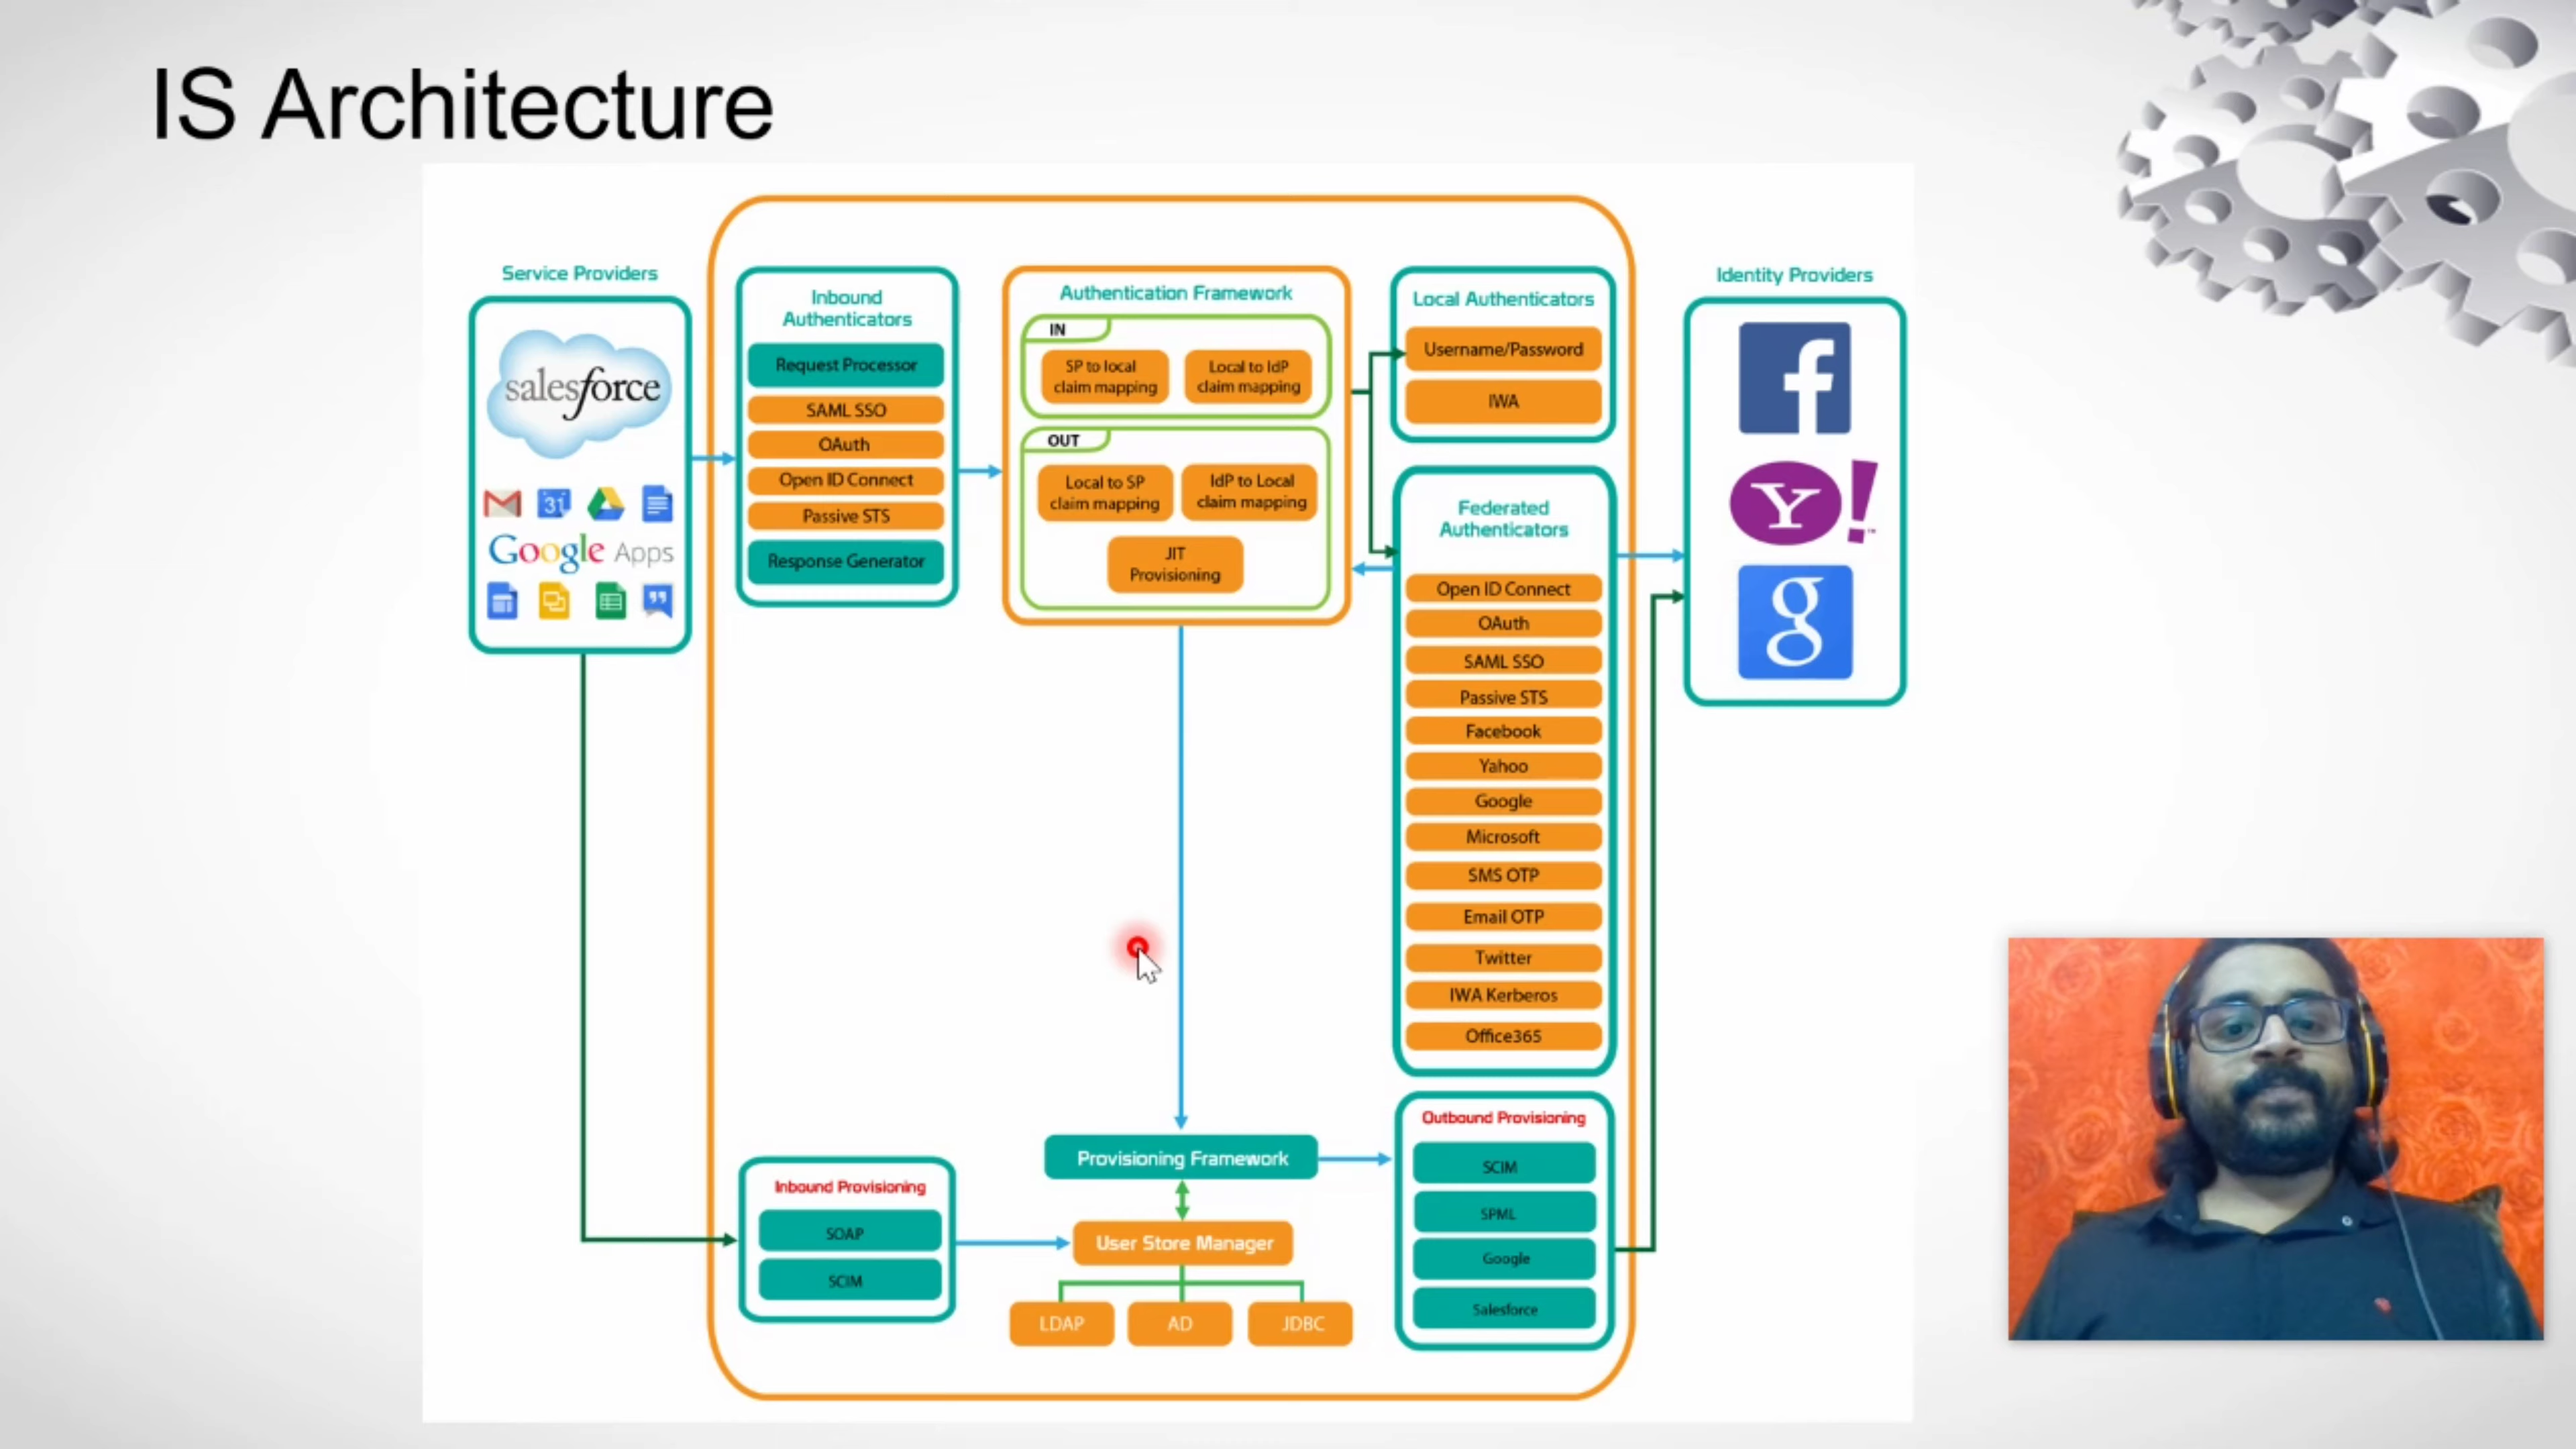 IS Architecture
Service Providers
salesforce
31
Google Apps
Inbound
Authenticators
Request Processor
SAML SSO
OAuth
Open ID Connect
Passive STS
Response Generator
Authentication Framework
IN
SP to local
claim mapping
Local to IdP
claim mapping
OUT
Local to SP
claim mapping
IdP to Local
claim mapping
JIT
Provisioning
Local Authenticators
Username/Password
IWA
Federated
Authenticators
Open ID Connect
OAuth
SAML SSO
Passive STS
Facebook
Yahoo
Google
Microsoft
SMS OTP
Email OTP
Twitter
IWA Kerberos
Office365
Identity Providers
f
Y!
g
Inbound Provisioning
SOAP
SCIM
Provisioning Framework
User Store Manager
LDAP
AD
JDBC
Outbound Provisioning
SCIM
SPML
Google
Salesforce